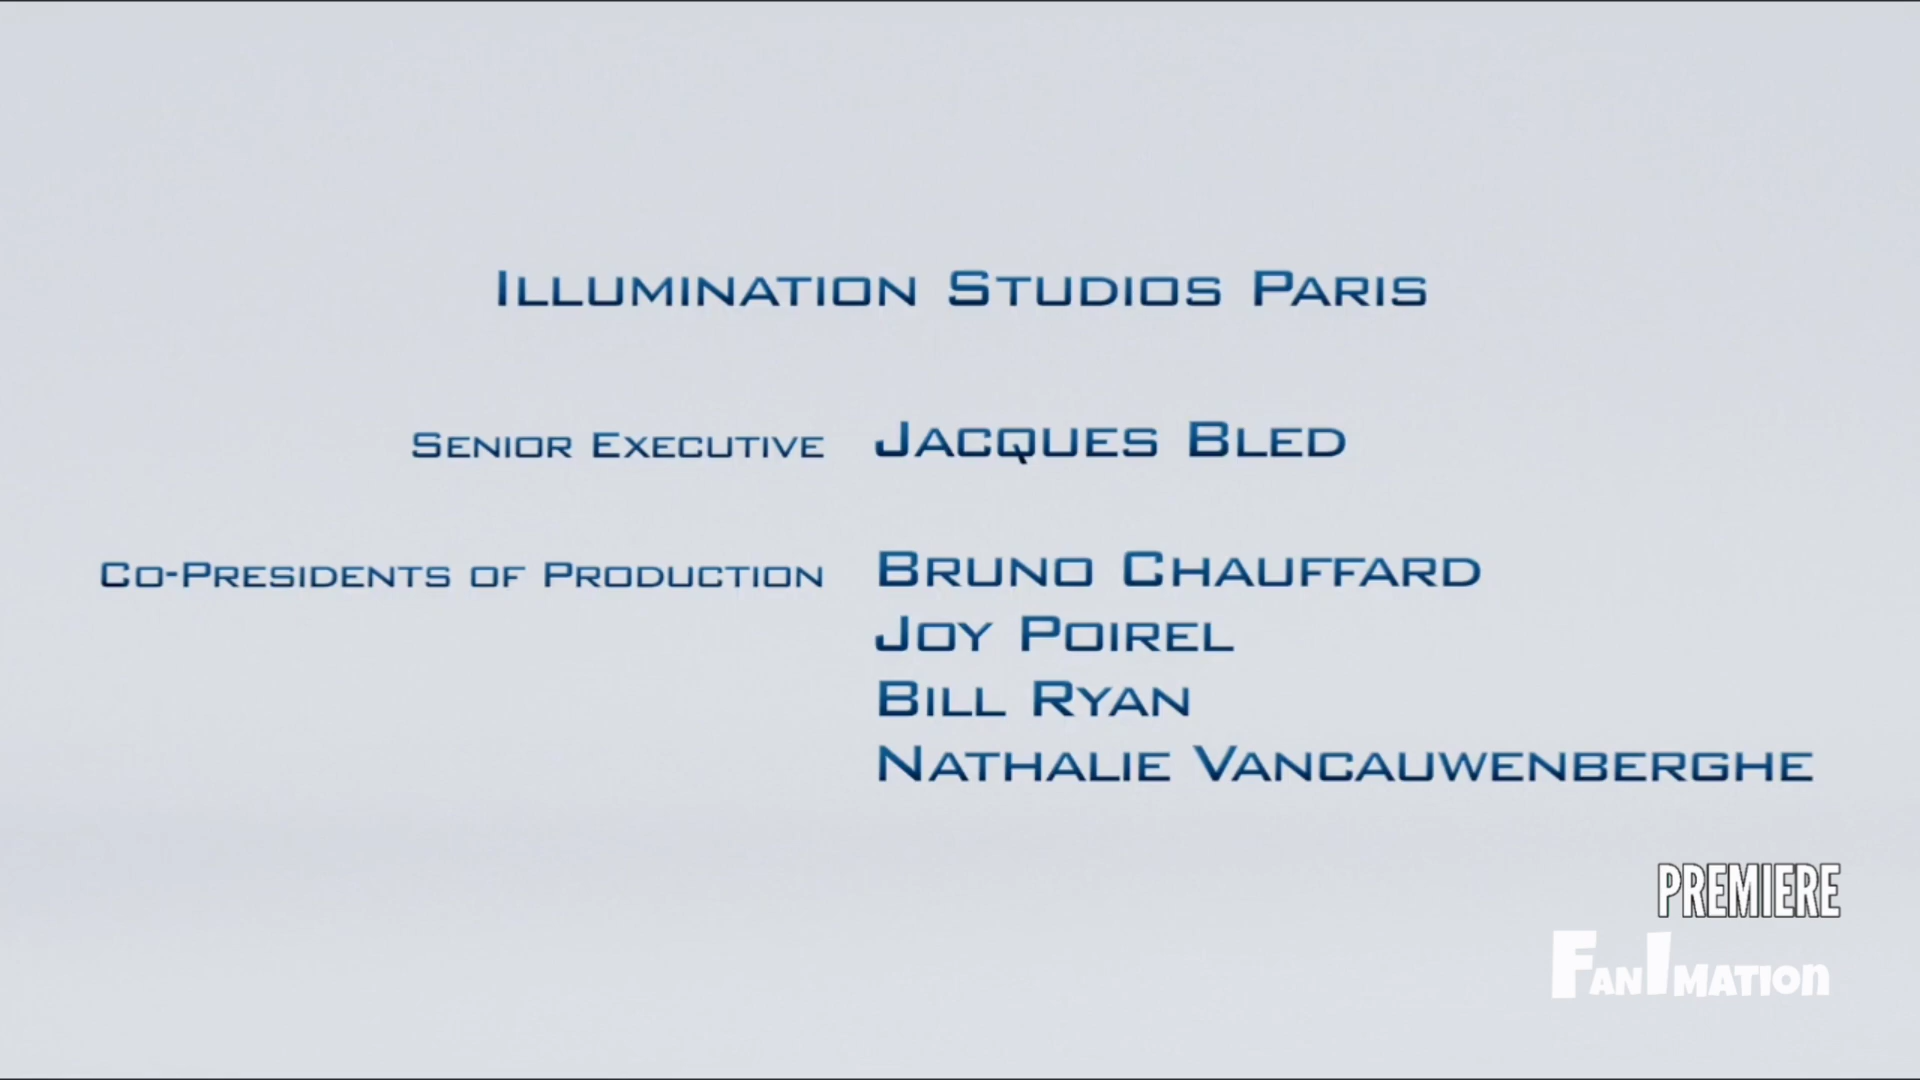 Illumination Studios Paris
Senior Executive Jacques Bled
Co-Presidents of Production Bruno Chauffard
Joy Poirel
Bill Ryan
Nathalie Vancauwenberghe
PREMIERE
FanImation